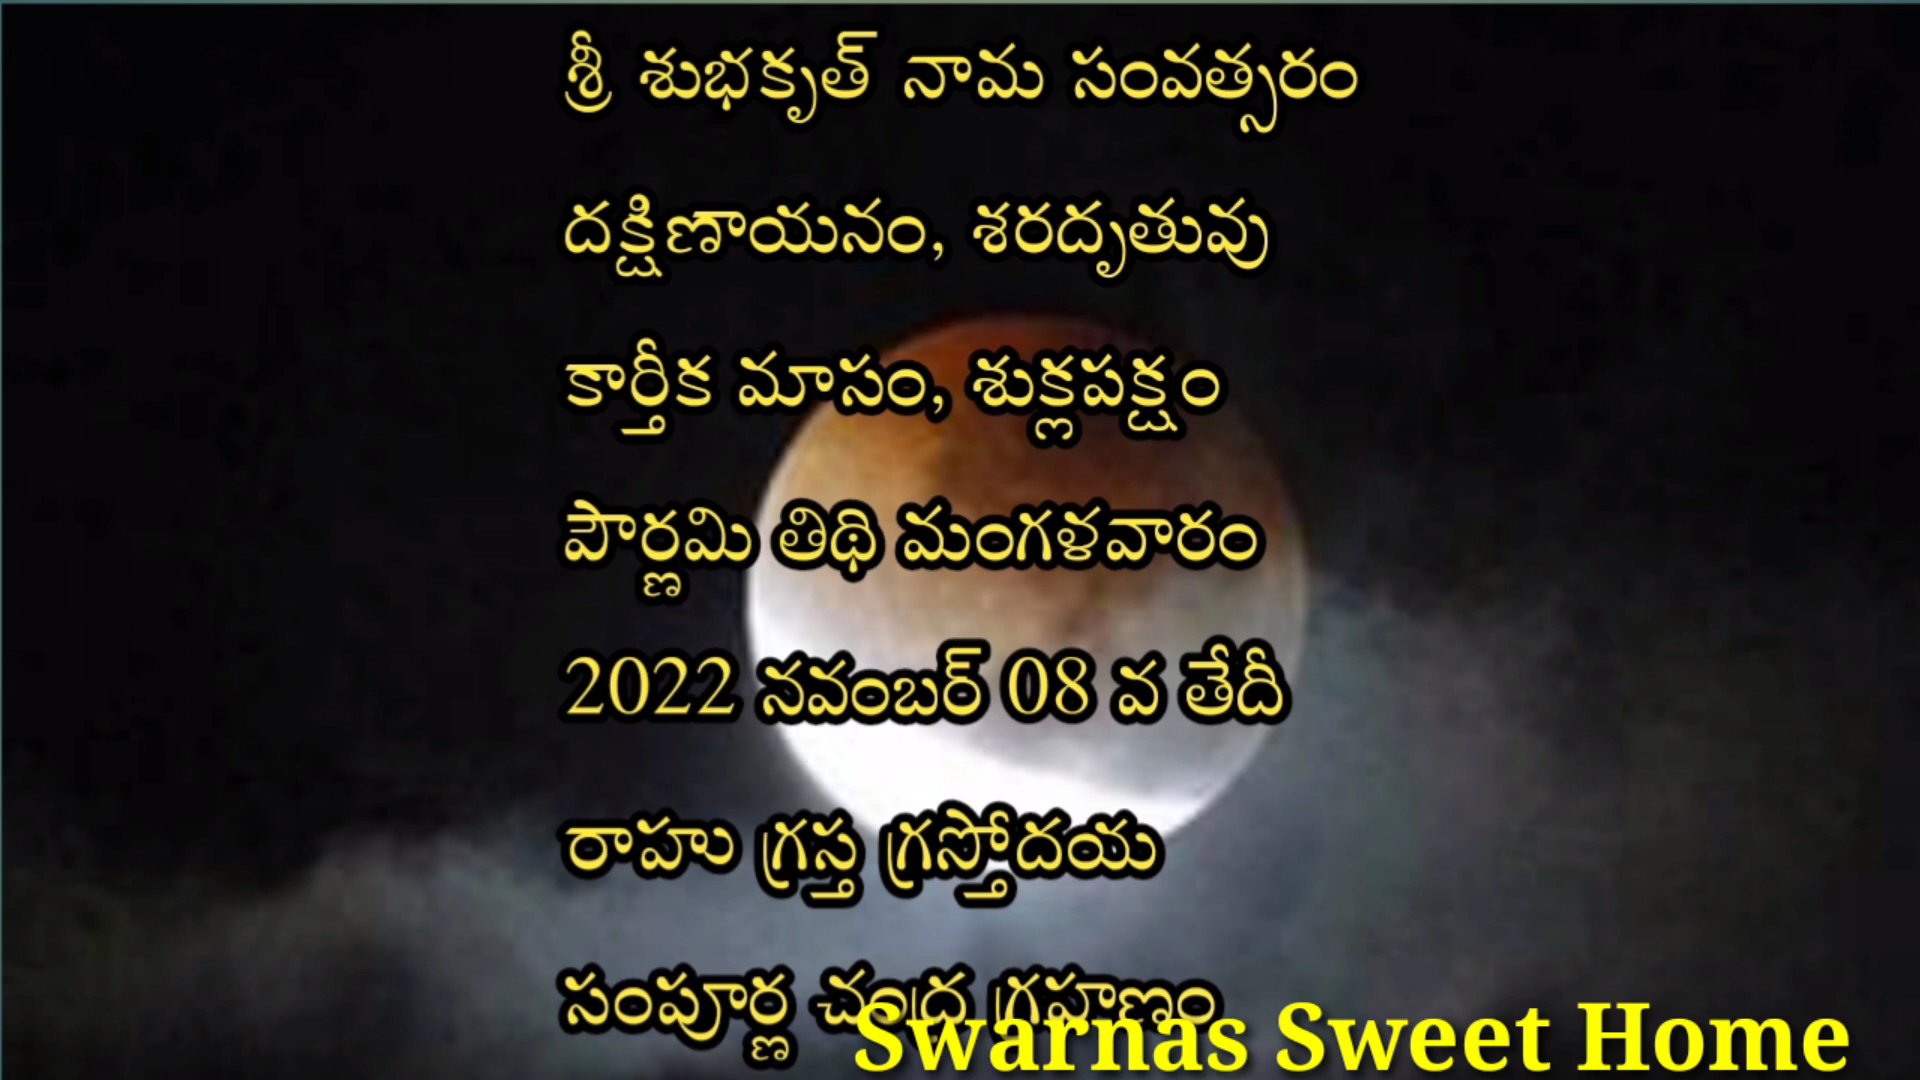 శ్రీ శుభకృత్ నామ సంవత్సరం
దక్షిణాయనం, శరదృతువు
కార్తీక మాసం, శుక్లపక్షం
పౌర్ణమి తిథి మంగళవారం
2022 నవంబర్ 08 వ తేదీ
రాహు గ్రస్త గ్రస్తోదయ
సంపూర్ణ చంద్ర గ్రహణం
Swarnas Sweet Home